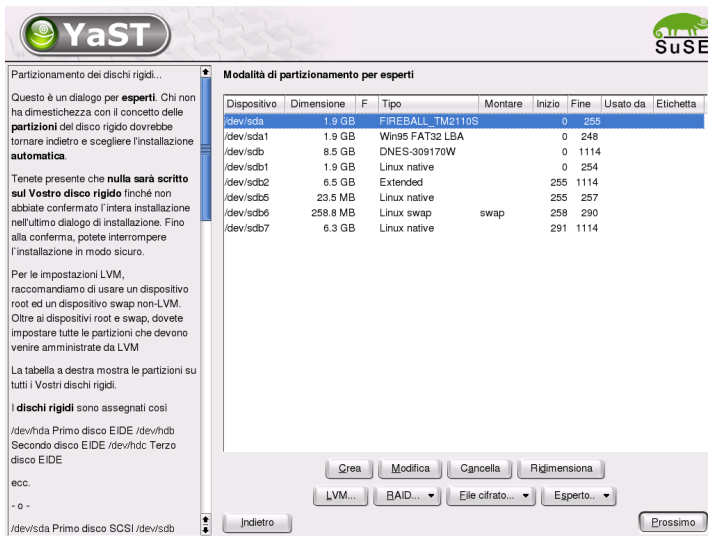 YaST
SuSE
Partizionamento dei dischi rigidi...
Questo è un dialogo per esperti. Chi non
ha dimestichezza con il concetto delle
partizioni del disco rigido dovrebbe
tornare indietro e scegliere l'installazione
automatica.
Tenete presente che nulla sarà scritto
sul Vostro disco rigido finché non
abbiate confermato l`intera installazione
nell'ultimo dialogo di installazione. Fino
alla conferma, potete interrompere
l`installazione in modo sicuro.
Per le impostazioni LVM,
raccomandiamo di usare un dispositivo
root ed un dispositivo swap non-LVM.
Oltre ai dispositivi root e swap, dovete
impostare tutte le partizioni che devono
venire amministrate da LVM
La tabella a destra mostra le partizioni su
tutti i Vostri dischi rigidi.
I dischi rigidi sono assegnati così
/dev/hda Primo disco EIDE /dev/hdb
Secondo disco EIDE /dev/hdc Terzo
disco EIDE
ecc.
- o -
/dev/sda Primo disco SCSI /dev/sdb
Modalità di partizionamento per esperti
Dispositivo Dimensione F Tipo Montare Inizio Fine Usato da Etichetta
/dev/sda 1.9 GB FIREBALL_TM2110S 0 255
/dev/sda1 1.9 GB Win95 FAT32 LBA 0 248
/dev/sdb 8.5 GB DNES-309170W 0 1114
/dev/sdb1 1.9 GB Linux native 0 254
/dev/sdb2 6.5 GB Extended 255 1114
/dev/sdb5 23.5 MB Linux native 255 257
/dev/sdb6 258.8 MB Linux swap swap 258 290
/dev/sdb7 6.3 GB Linux native 291 1114
Crea Modifica Cancella Ridimensiona
LVM... RAID... File cifrato... Esperto..
Indietro Prossimo